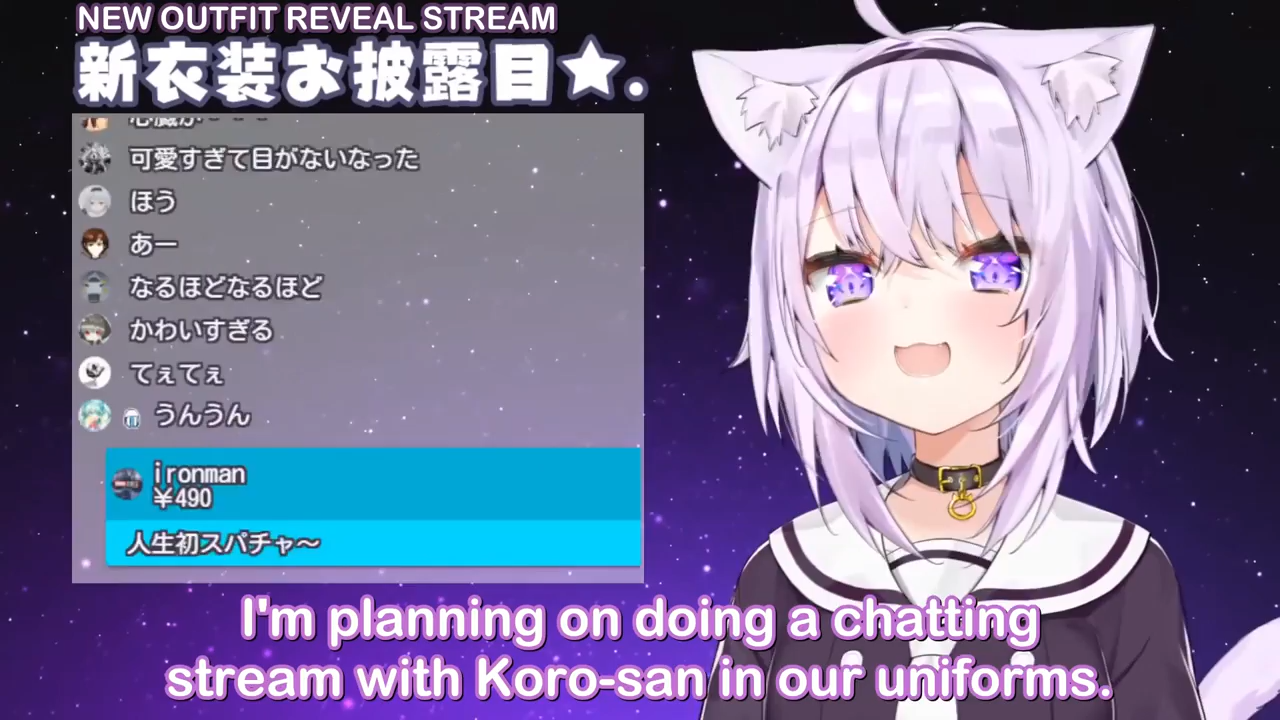 NEW OUTFIT REVEAL STREAM
新衣装お披露目★.
可愛すぎて目がないなった
ほう
あー
なるほどなるほど
かわいすぎる
てぇてぇ
うんうん
ironman
¥490
人生初スパチャ～
I'm planning on doing a chatting
stream with Koro-san in our uniforms.